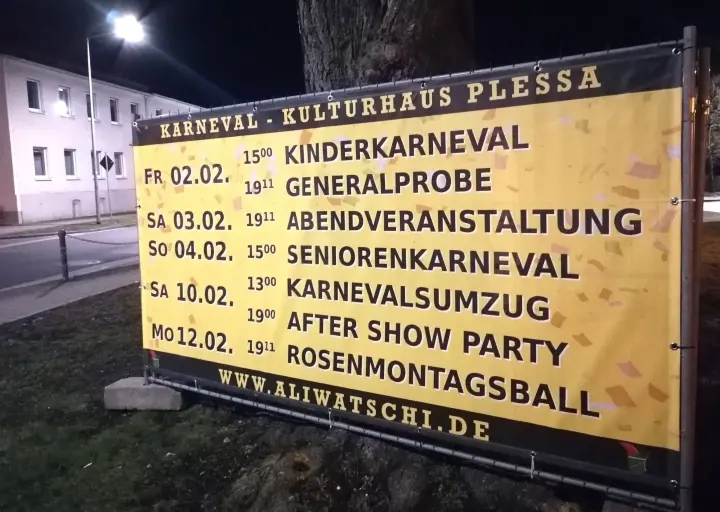 KARNEVAL - KULTURHAUS PLESSA
FR 02.02. 15⁰⁰ KINDERKARNEVAL
19¹¹ GENERALPROBE
SA 03.02. 19¹¹ ABENDVERANSTALTUNG
SO 04.02. 15⁰⁰ SENIORENKARNEVAL
SA 10.02. 13⁰⁰ KARNEVALSUMZUG
19⁰⁰ AFTER SHOW PARTY
MO 12.02. 19¹¹ ROSENMONTAGSBALL
WWW.ALIWATSCHI.DE